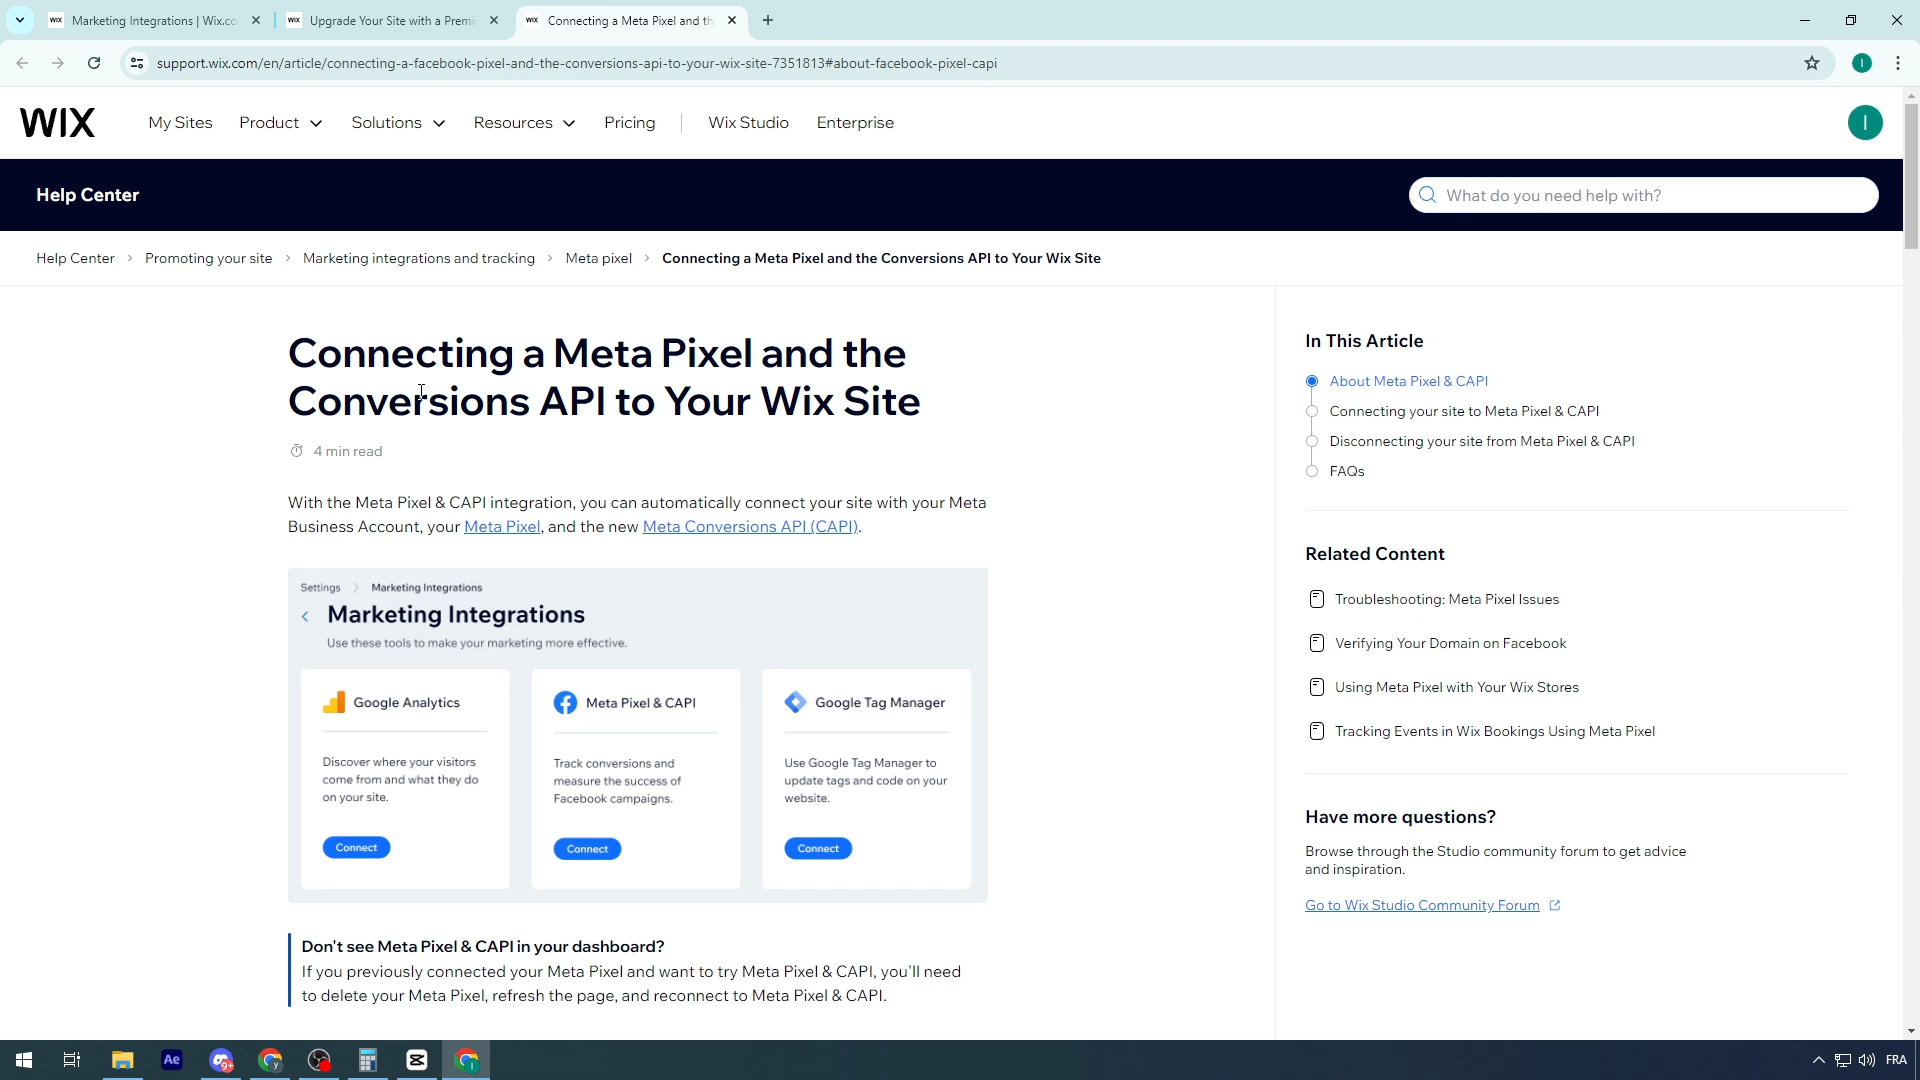 Marketing Integrations | Wix.co
Upgrade Your Site with a Premi
Connecting a Meta Pixel and th
support.wix.com/en/article/connecting-a-facebook-pixel-and-the-conversions-api-to-your-wix-site-7351813#about-facebook-pixel-capi
I
WIX
My Sites
Product
Solutions
Resources
Pricing
Wix Studio
Enterprise
I
Help Center
What do you need help with?
Help Center > Promoting your site > Marketing integrations and tracking > Meta pixel > Connecting a Meta Pixel and the Conversions API to Your Wix Site
Connecting a Meta Pixel and the
Conversions API to Your Wix Site
4 min read
With the Meta Pixel & CAPI integration, you can automatically connect your site with your Meta
Business Account, your Meta Pixel, and the new Meta Conversions API (CAPI).
Settings > Marketing Integrations
Marketing Integrations
Use these tools to make your marketing more effective.
Google Analytics
Discover where your visitors
come from and what they do
on your site.
Connect
Meta Pixel & CAPI
Track conversions and
measure the success of
Facebook campaigns.
Connect
Google Tag Manager
Use Google Tag Manager to
update tags and code on your
website.
Connect
Don't see Meta Pixel & CAPI in your dashboard?
If you previously connected your Meta Pixel and want to try Meta Pixel & CAPI, you'll need
to delete your Meta Pixel, refresh the page, and reconnect to Meta Pixel & CAPI.
In This Article
About Meta Pixel & CAPI
Connecting your site to Meta Pixel & CAPI
Disconnecting your site from Meta Pixel & CAPI
FAQs
Related Content
Troubleshooting: Meta Pixel Issues
Verifying Your Domain on Facebook
Using Meta Pixel with Your Wix Stores
Tracking Events in Wix Bookings Using Meta Pixel
Have more questions?
Browse through the Studio community forum to get advice
and inspiration.
Go to Wix Studio Community Forum
Ae
9+
FRA